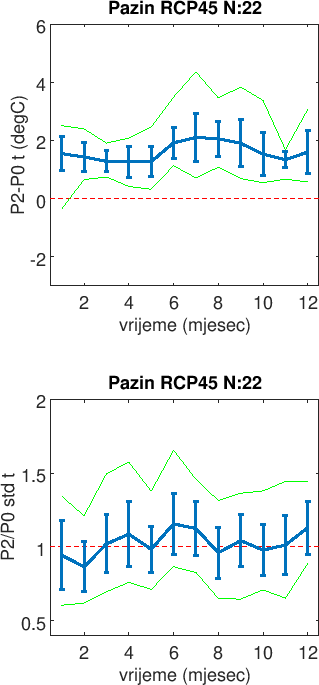 Pazin RCP45 N:22
P2-P0 t (degC)
6
4
2
0
-2
2 4 6 8 10 12
vrijeme (mjesec)
Pazin RCP45 N:22
P2/P0 std t
2
1.5
1
0.5
2 4 6 8 10 12
vrijeme (mjesec)